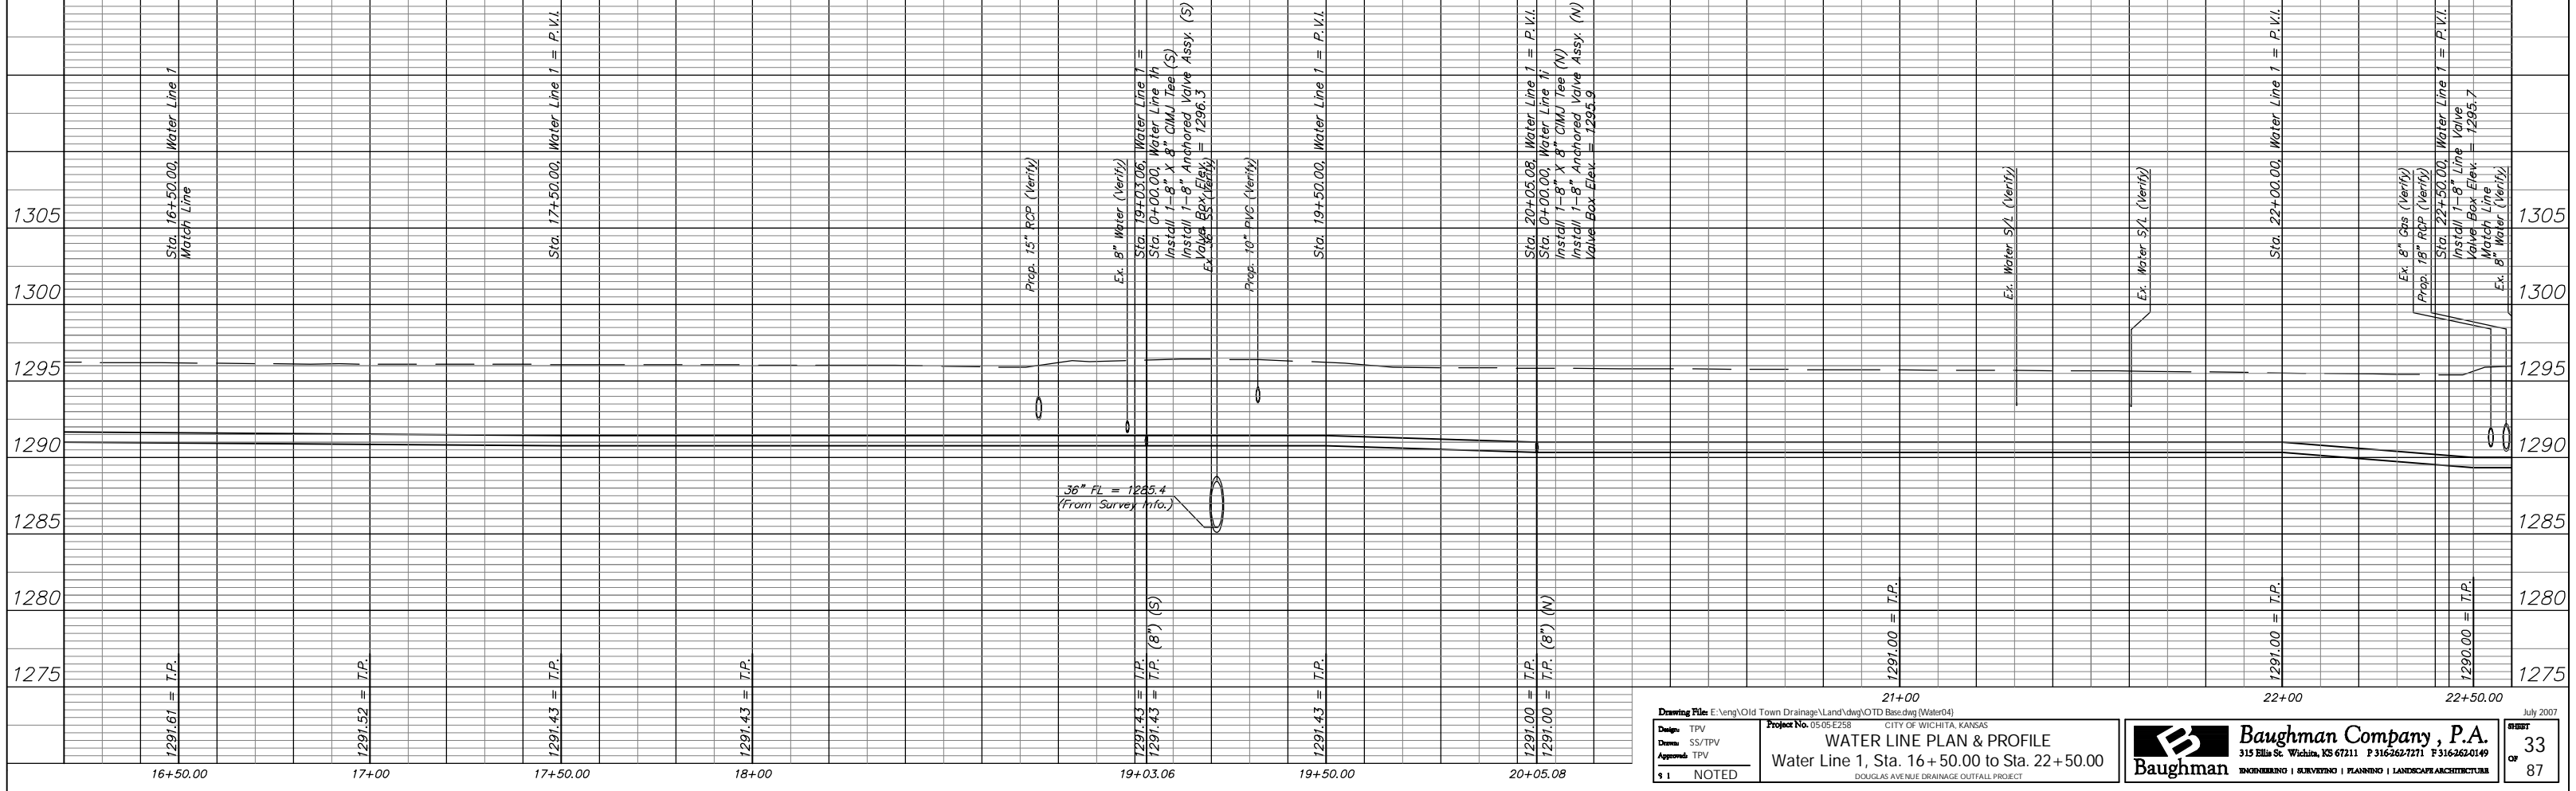 Sta. 16+50.00, Water Line 1
Match Line
Sta. 17+50.00, Water Line 1 = P.V.I.
Prop. 15" RCP (Verify)
Ex. 8" Water (Verify)
Sta. 19+03.06, Water Line 1 =
Sta. 0+00.00, Water Line 1h
Install 1-8" X 8" CIMJ Tee (S)
Install 1-8" Anchored Valve Assy. (S)
Valve Box Elev. = 1296.3
Ex. 36" SS (Verify)
Prop. 10" PVC (Verify)
Sta. 19+50.00, Water Line 1 = P.V.I.
Sta. 20+05.08, Water Line 1 = P.V.I.
Sta. 0+00.00, Water Line 1i
Install 1-8" X 8" CIMJ Tee (N)
Install 1-8" Anchored Valve Assy. (N)
Valve Box Elev. = 1295.9
Ex. Water S/L (Verify)
Ex. Water S/L (Verify)
Sta. 22+00.00, Water Line 1 = P.V.I.
Ex. 8" Gas (Verify)
Prop. 18" RCP (Verify)
Sta. 22+50.00, Water Line 1 = P.V.I.
Install 1-8" Line Valve
Valve Box Elev. = 1295.7
Match Line
Ex. 8" Water (Verify)
1305
1305
1300
1300
1295
1295
1290
1290
36" FL = 1285.4
(From Survey Info.)
1285
1285
1280
1280
1275
1275
1291.61 = T.P.
1291.52 = T.P.
1291.43 = T.P.
1291.43 = T.P.
1291.43 = T.P.
1291.43 = T.P. (8") (S)
1291.43 = T.P.
1291.00 = T.P.
1291.00 = T.P. (8") (N)
1291.00 = T.P.
1291.00 = T.P.
1290.00 = T.P.
21+00
22+00
22+50.00
16+50.00
17+00
17+50.00
18+00
19+03.06
19+50.00
20+05.08
Drawing File: E:\eng\Old Town Drainage\Land\dwg\OTD Base.dwg (Water04)
July 2007
Design: TPV
Drawn: SS/TPV
Approved: TPV
NOTED
Project No. 05-05-E258
CITY OF WICHITA, KANSAS
WATER LINE PLAN & PROFILE
Water Line 1, Sta. 16+50.00 to Sta. 22+50.00
DOUGLAS AVENUE DRAINAGE OUTFALL PROJECT
Baughman
Baughman Company, P.A.
315 Ellis St. Wichita, KS 67211 P 316-262-7271 F 316-262-0149
ENGINEERING | SURVEYING | PLANNING | LANDSCAPE ARCHITECTURE
SHEET
33
OF
87